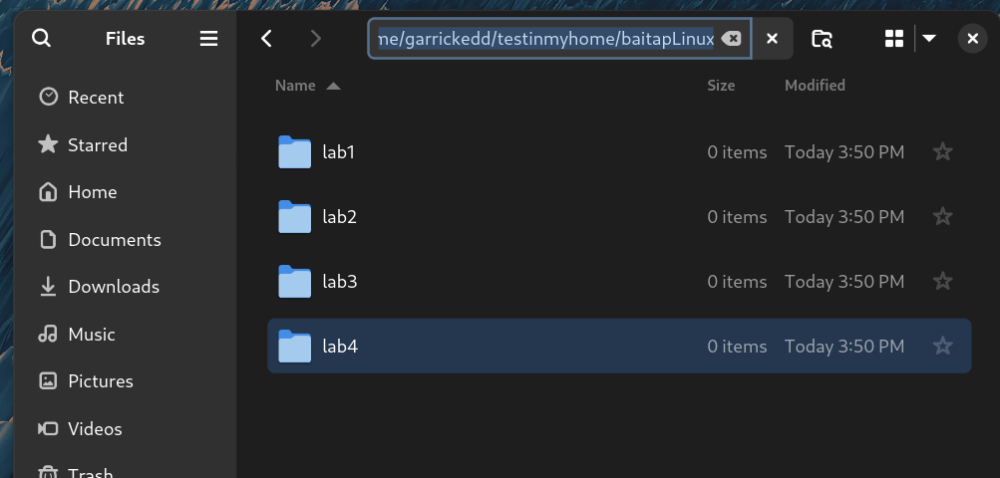 Files
me/garrickedd/testinmyhome/baitapLinux
Name Size Modified
Recent
Starred
Home
Documents
Downloads
Music
Pictures
Videos
Trash
lab1 0 items Today 3:50 PM
lab2 0 items Today 3:50 PM
lab3 0 items Today 3:50 PM
lab4 0 items Today 3:50 PM